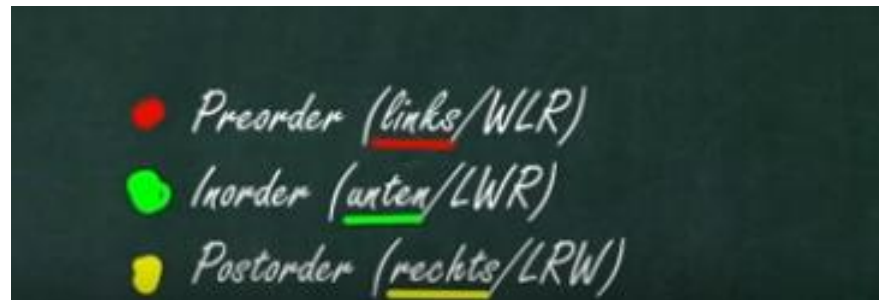 Preorder (links/WLR)
Inorder (unten/LWR)
Postorder (rechts/LRW)